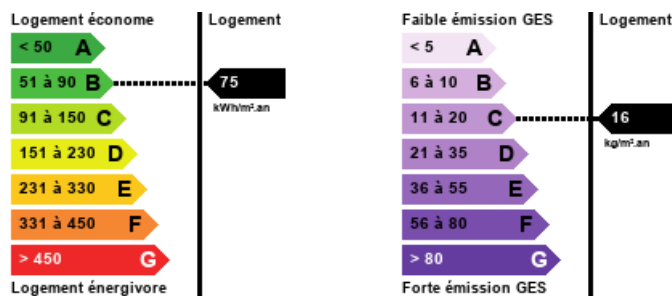 Logement économe
Logement
< 50 A
51 à 90 B
75
kWh/m².an
91 à 150 C
151 à 230 D
231 à 330 E
331 à 450 F
> 450 G
Logement énergivore
Faible émission GES
Logement
< 5 A
6 à 10 B
11 à 20 C
16
kg/m².an
21 à 35 D
36 à 55 E
56 à 80 F
> 80 G
Forte émission GES